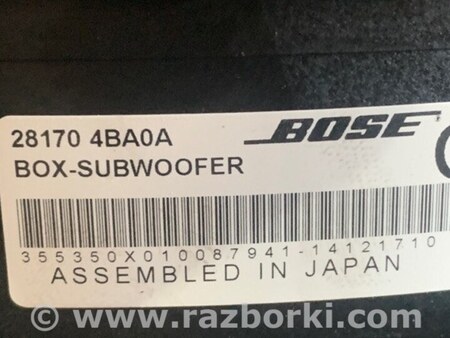 28170 4BA0A
BOSE
BOX-SUBWOOFER
355350X010087941-14121710
ASSEMBLED IN JAPAN
© www.razborki.com